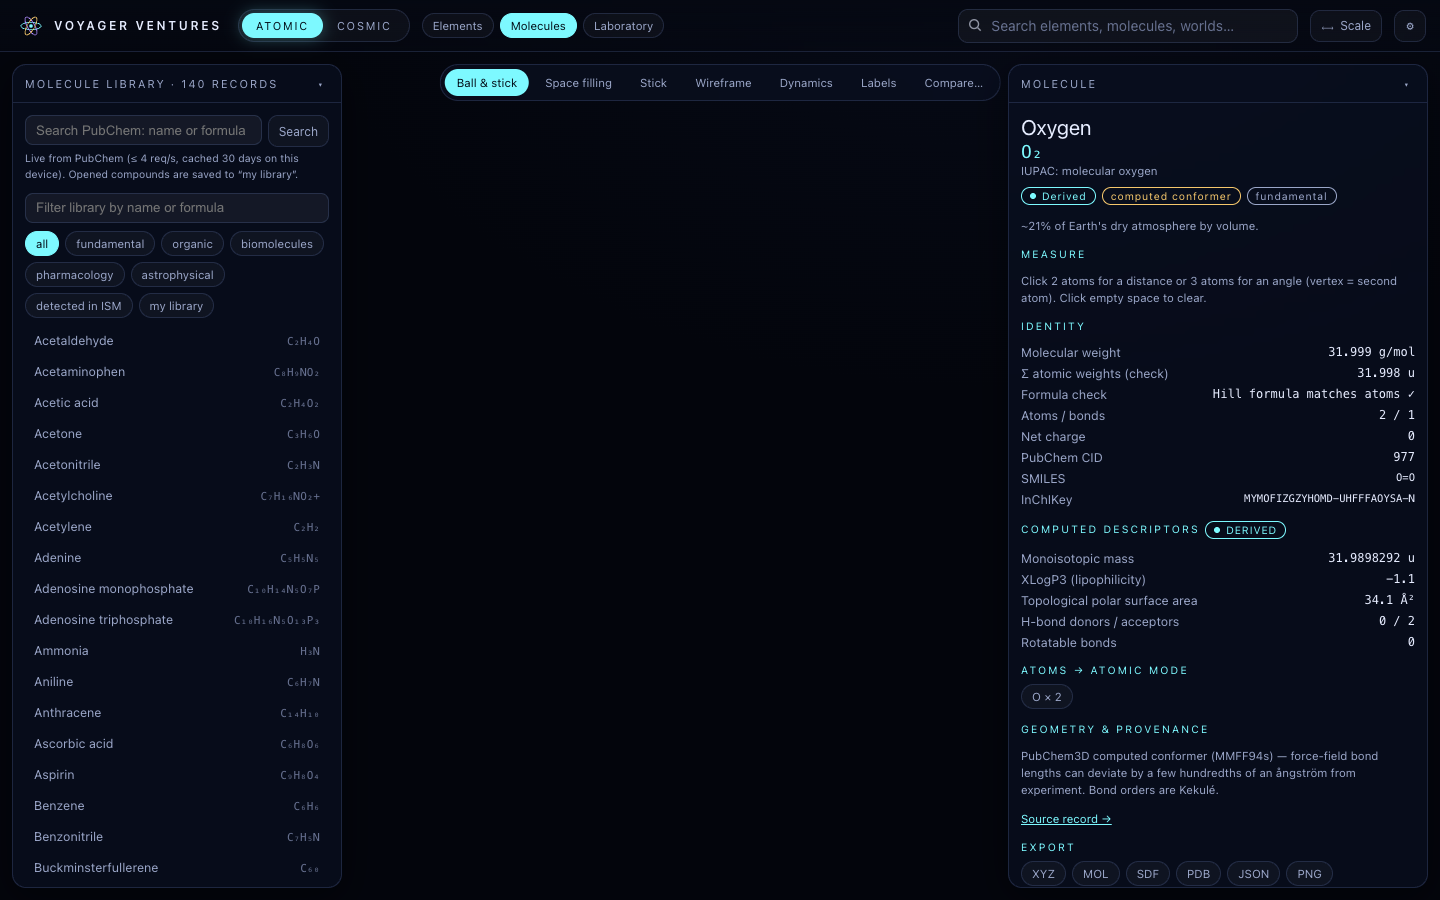 VOYAGER VENTURES
ATOMIC
COSMIC
Elements
Molecules
Laboratory
Search elements, molecules, worlds...
Scale
MOLECULE LIBRARY · 140 RECORDS
Search PubChem: name or formula
Search
Live from PubChem (≤ 4 req/s, cached 30 days on this
device). Opened compounds are saved to “my library”.
Filter library by name or formula
all
fundamental
organic
biomolecules
pharmacology
astrophysical
detected in ISM
my library
Acetaldehyde C₂H₄O
Acetaminophen C₈H₉NO₂
Acetic acid C₂H₄O₂
Acetone C₃H₆O
Acetonitrile C₂H₃N
Acetylcholine C₇H₁₆NO₂+
Acetylene C₂H₂
Adenine C₅H₅N₅
Adenosine monophosphate C₁₀H₁₄N₅O₇P
Adenosine triphosphate C₁₀H₁₆N₅O₁₃P₃
Ammonia H₃N
Aniline C₆H₇N
Anthracene C₁₄H₁₀
Ascorbic acid C₆H₈O₆
Aspirin C₉H₈O₄
Benzene C₆H₆
Benzonitrile C₇H₅N
Buckminsterfullerene C₆₀
Ball & stick
Space filling
Stick
Wireframe
Dynamics
Labels
Compare...
MOLECULE
Oxygen
O₂
IUPAC: molecular oxygen
Derived
computed conformer
fundamental
~21% of Earth's dry atmosphere by volume.
MEASURE
Click 2 atoms for a distance or 3 atoms for an angle (vertex = second
atom). Click empty space to clear.
IDENTITY
Molecular weight 31.999 g/mol
Σ atomic weights (check) 31.998 u
Formula check Hill formula matches atoms ✓
Atoms / bonds 2 / 1
Net charge 0
PubChem CID 977
SMILES O=O
InChIKey MYMOFIZGZYHOMD-UHFFFAOYSA-N
COMPUTED DESCRIPTORS DERIVED
Monoisotopic mass 31.9898292 u
XLogP3 (lipophilicity) −1.1
Topological polar surface area 34.1 Å²
H-bond donors / acceptors 0 / 2
Rotatable bonds 0
ATOMS → ATOMIC MODE
O × 2
GEOMETRY & PROVENANCE
PubChem3D computed conformer (MMFF94s) — force-field bond
lengths can deviate by a few hundredths of an ångström from
experiment. Bond orders are Kekulé.
Source record →
EXPORT
XYZ
MOL
SDF
PDB
JSON
PNG